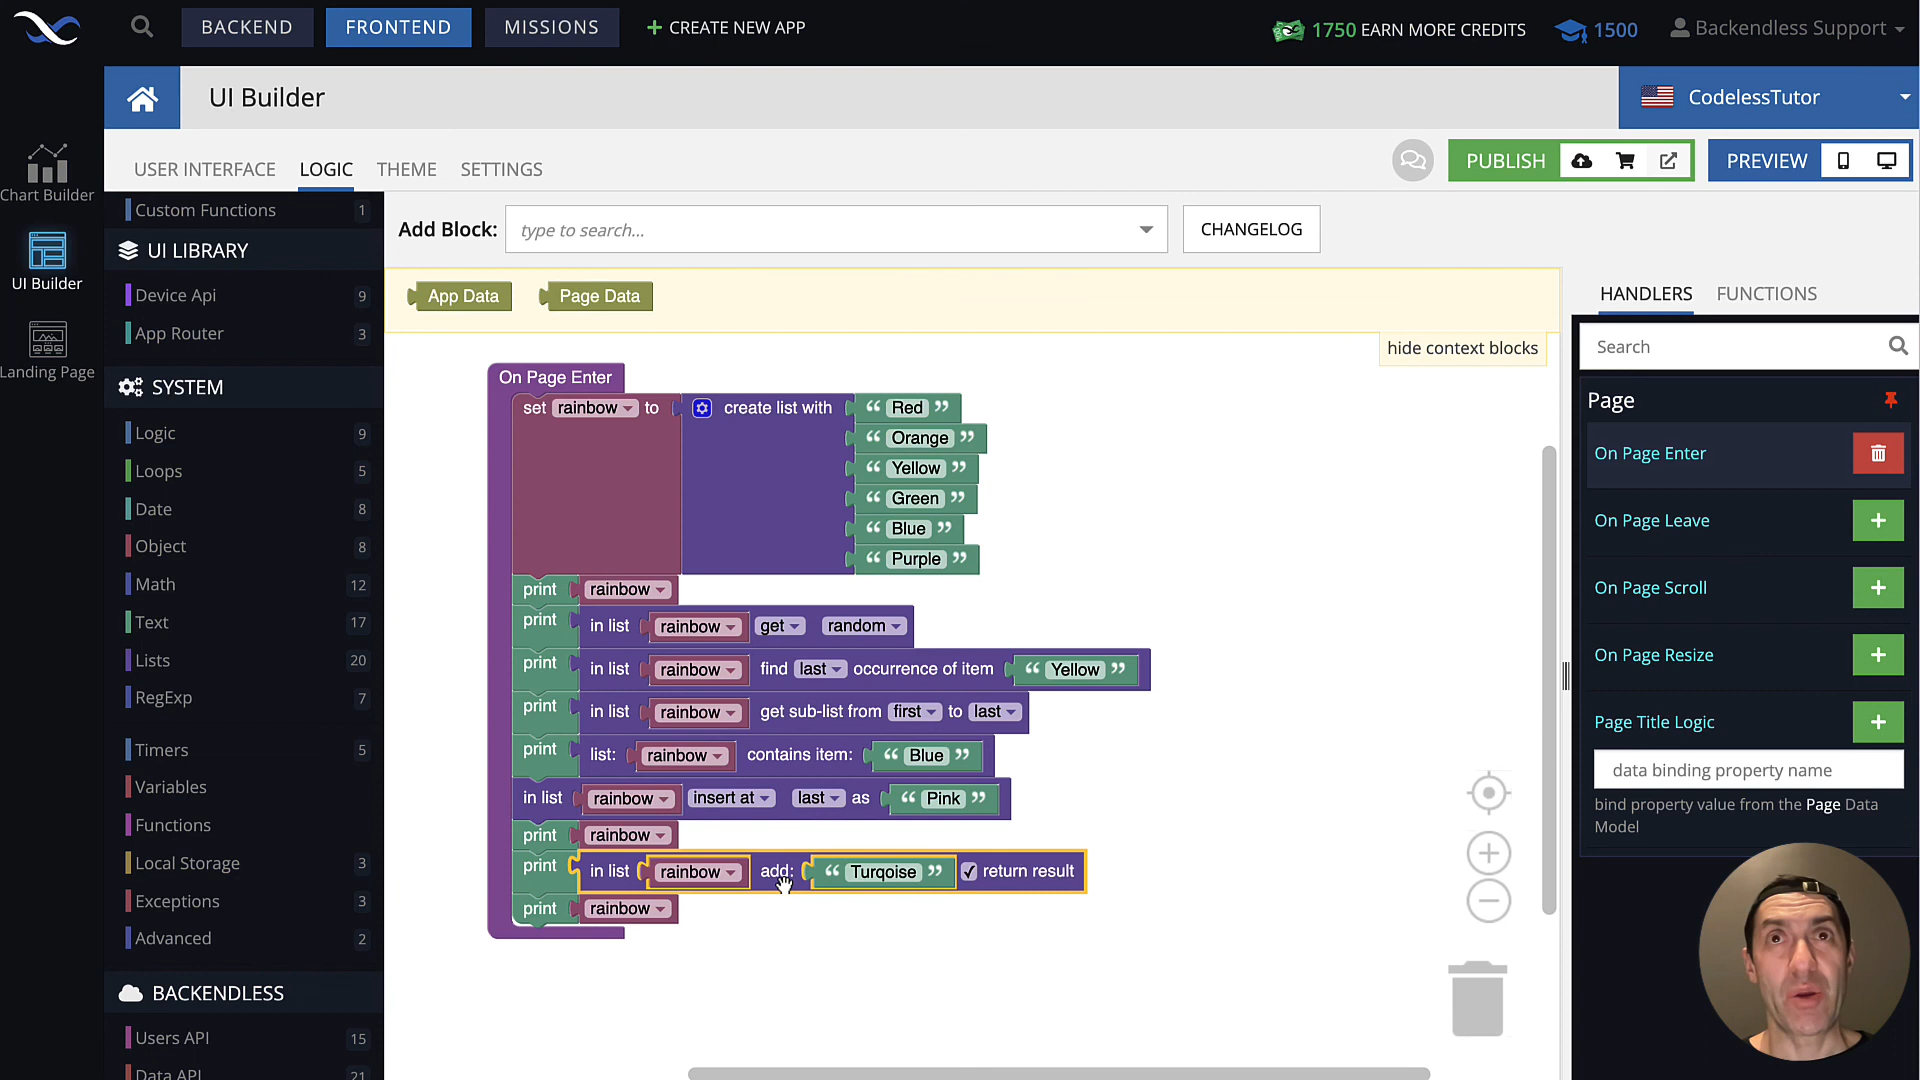 BACKEND FRONTEND MISSIONS + CREATE NEW APP 1750 EARN MORE CREDITS 1500 Backendless Support
UI Builder CodelessTutor
USER INTERFACE LOGIC THEME SETTINGS PUBLISH PREVIEW
Chart Builder
UI Builder
Landing Page
Custom Functions 1
UI LIBRARY
Device Api 9
App Router 3
SYSTEM
Logic 9
Loops 5
Date 8
Object 8
Math 12
Text 17
Lists 20
RegExp 7
Timers 5
Variables
Functions
Local Storage 3
Exceptions 6
Advanced 2
BACKENDLESS
Users API 15
Data API 21
Add Block: type to search... CHANGELOG
App Data Page Data
hide context blocks
On Page Enter
set rainbow to create list with “ Red ”
“ Orange ”
“ Yellow ”
“ Green ”
“ Blue ”
“ Purple ”
print rainbow
print in list rainbow get random
print in list rainbow find last occurrence of item “ Yellow ”
print in list rainbow get sub-list from first to last
print list: rainbow contains item: “ Blue ”
in list rainbow insert at last as “ Pink ”
print rainbow
print in list rainbow add: “ Turqoise ” return result
print rainbow
HANDLERS FUNCTIONS
Search
Page
On Page Enter
On Page Leave
On Page Scroll
On Page Resize
Page Title Logic
data binding property name
bind property value from the Page Data
Model